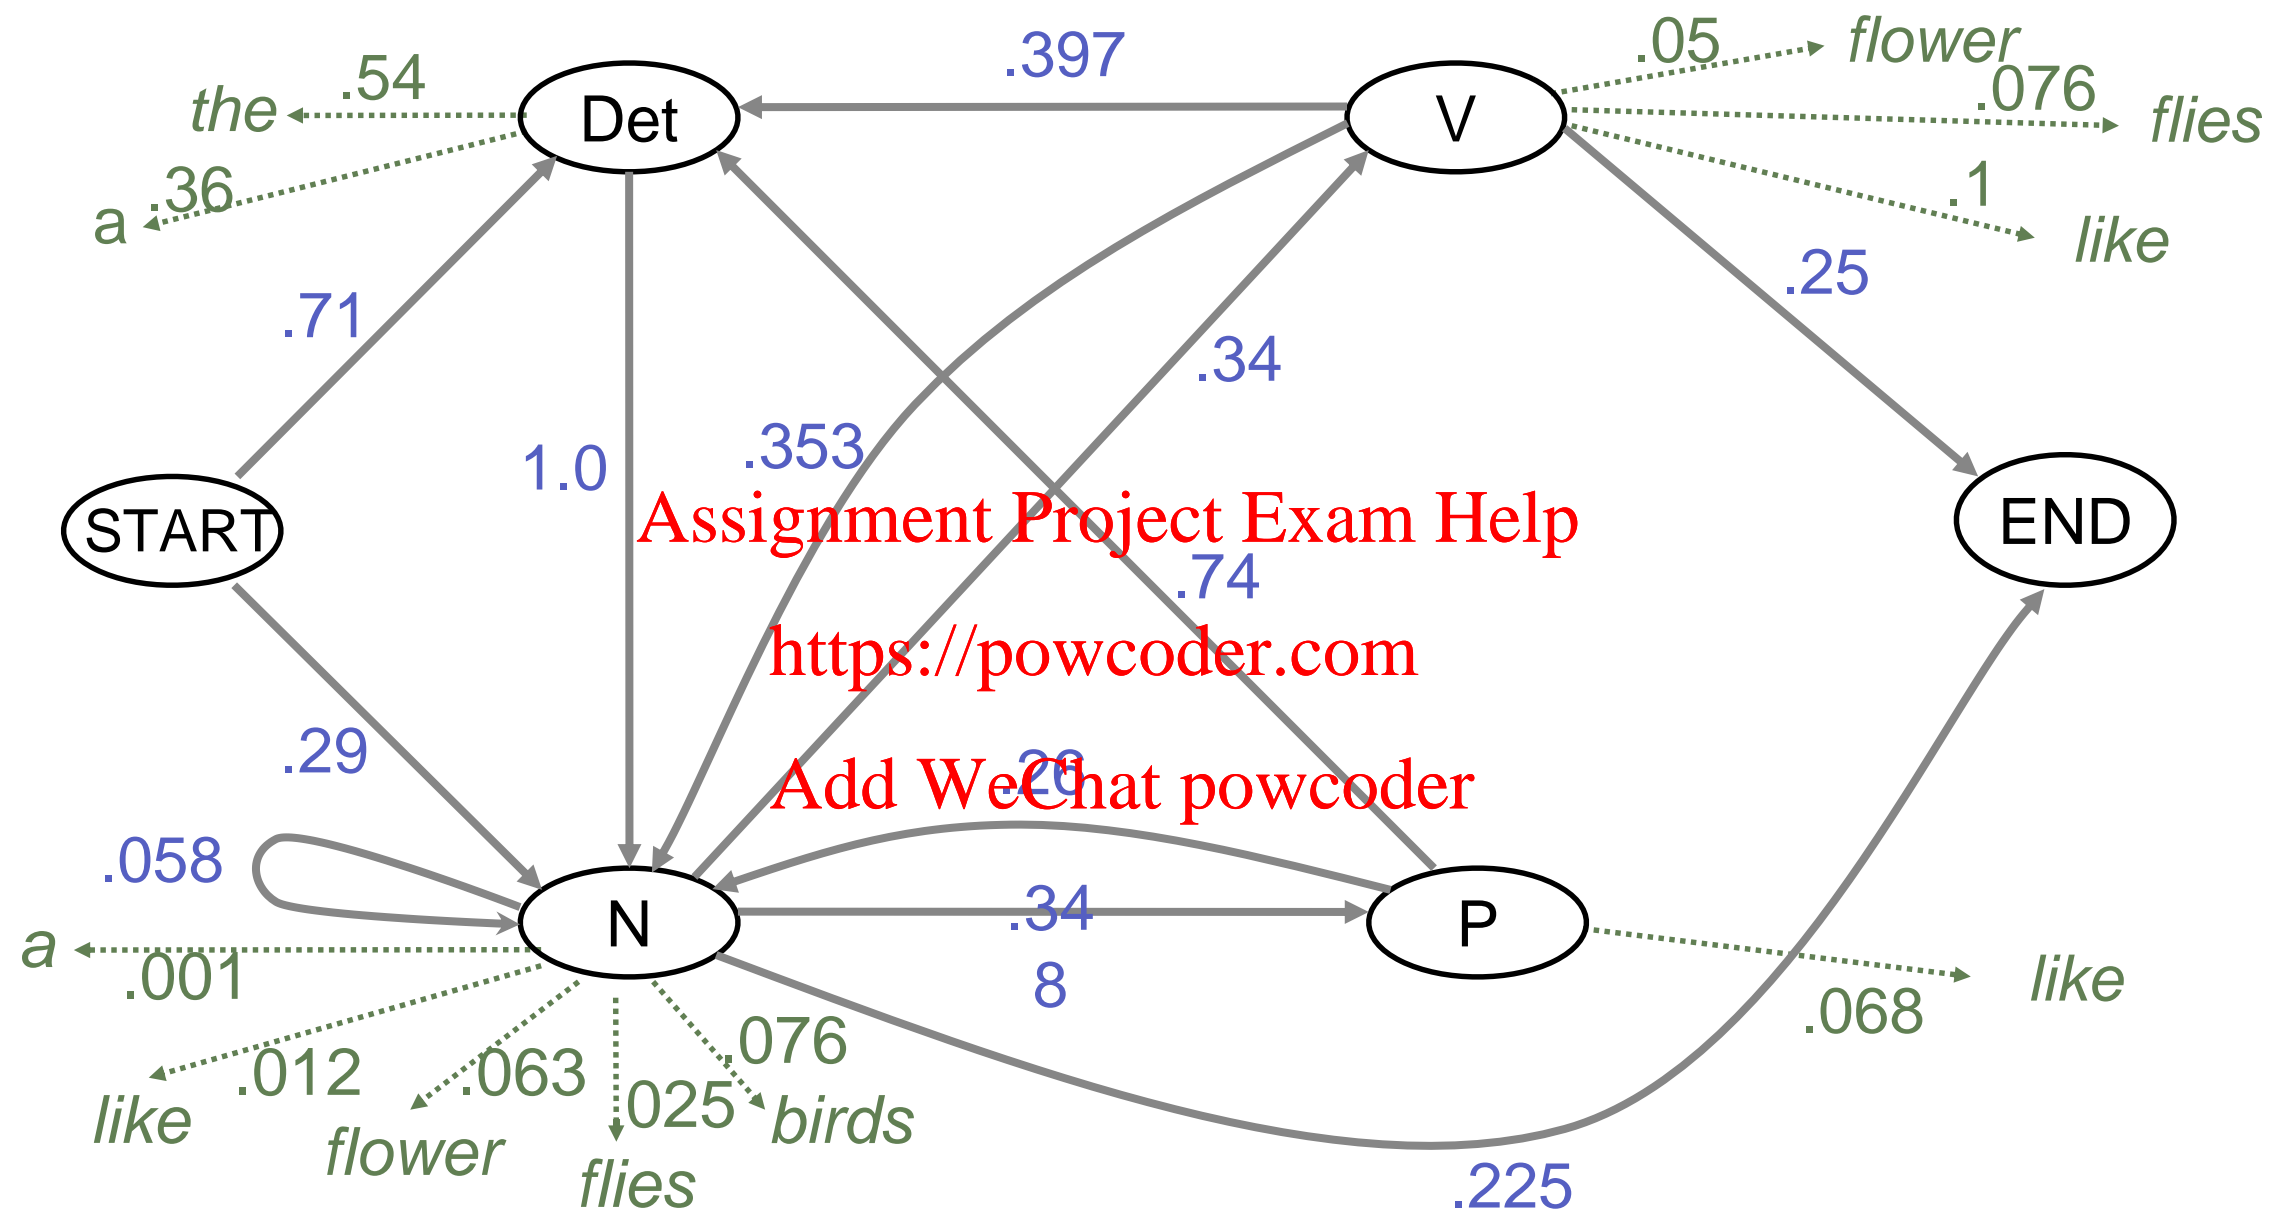 .397
.05
flower
.54
the
Det
V
.076
flies
.36
a
.1
like
.71
.25
.34
.353
1.0
Assignment Project Exam Help
START
END
.74
https://powcoder.com
.29
.26
Add WeChat powcoder
.058
N
.34
8
P
a
.001
like
.068
.012
.063
025
.076
like
flower
flies
birds
.225